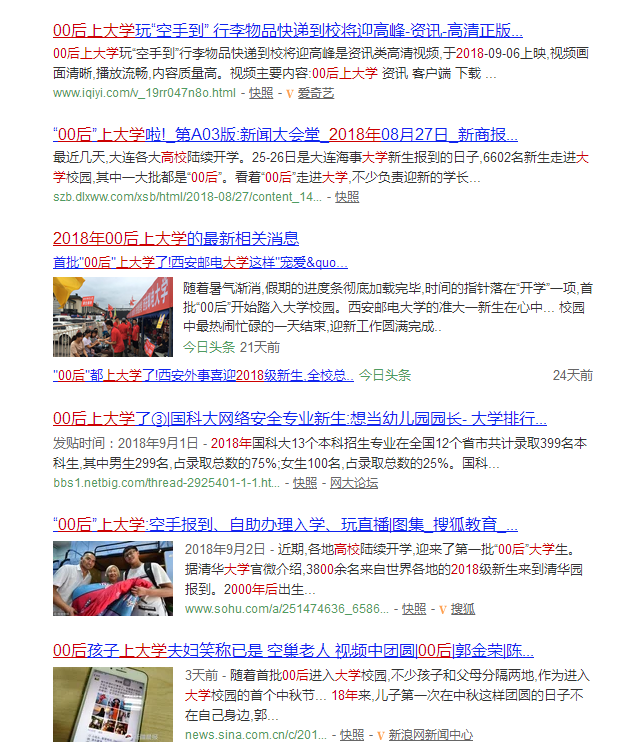 00后上大学玩“空手到” 行李物品快递到校将迎高峰-资讯-高清正版...
00后上大学玩“空手到”行李物品快递到校将迎高峰是资讯类高清视频,于2018-09-06上映,视频画
面清晰,播放流畅,内容质量高。视频主要内容:00后上大学 资讯 客户端 下载 ...
www.iqiyi.com/v_19rr047n8o.html - 快照 - V 爱奇艺
“00后”上大学啦!_第A03版:新闻大会堂_2018年08月27日_新商报...
最近几天,大连各大高校陆续开学。25-26日是大连海事大学新生报到的日子,6602名新生走进大
学校园,其中一大批都是“00后”。看着“00后”走进大学,不少负责迎新的学长...
szb.dlxww.com/xsb/html/2018-08/27/content_14... - 快照
2018年00后上大学的最新相关消息
首批"00后"上大学了!西安邮电大学这样"宠爱&quo...
随着暑气渐消,假期的进度条彻底加载完毕,时间的指针落在“开学”一项,首
批“00后”开始踏入大学校园。西安邮电大学的准大一新生在心中... 校园
中最热闹忙碌的一天结束,迎新工作圆满完成..
今日头条 21天前
"00后"都上大学了!西安外事喜迎2018级新生,全校总.. 今日头条 24天前
00后上大学了③|国科大网络安全专业新生:想当幼儿园园长- 大学排行...
发贴时间：2018年9月1日 - 2018年国科大13个本科招生专业在全国12个省市共计录取399名本
科生,其中男生299名,占录取总数的75%;女生100名,占录取总数的25%。国科...
bbs1.netbig.com/thread-2925401-1-1.ht... - 快照 - 网大论坛
“00后”上大学:空手报到、自助办理入学、玩直播|图集_搜狐教育_...
2018年9月2日 - 近期,各地高校陆续开学,迎来了第一批“00后”大学生。
据清华大学官微介绍,3800余名来自世界各地的2018级新生来到清华园
报到。2000年后出生...
www.sohu.com/a/251474636_6586... - 快照 - V 搜狐
00后孩子上大学夫妇笑称已是 空巢老人 视频中团圆|00后|郭金荣|陈...
3天前 - 随着首批00后进入大学校园,不少孩子和父母分隔两地,作为进入
大学校园的首个中秋节... 18年来,儿子第一次在中秋这样团圆的日子不
在自己身边,郭...
news.sina.com.cn/c/201... - 快照 - V 新浪网新闻中心